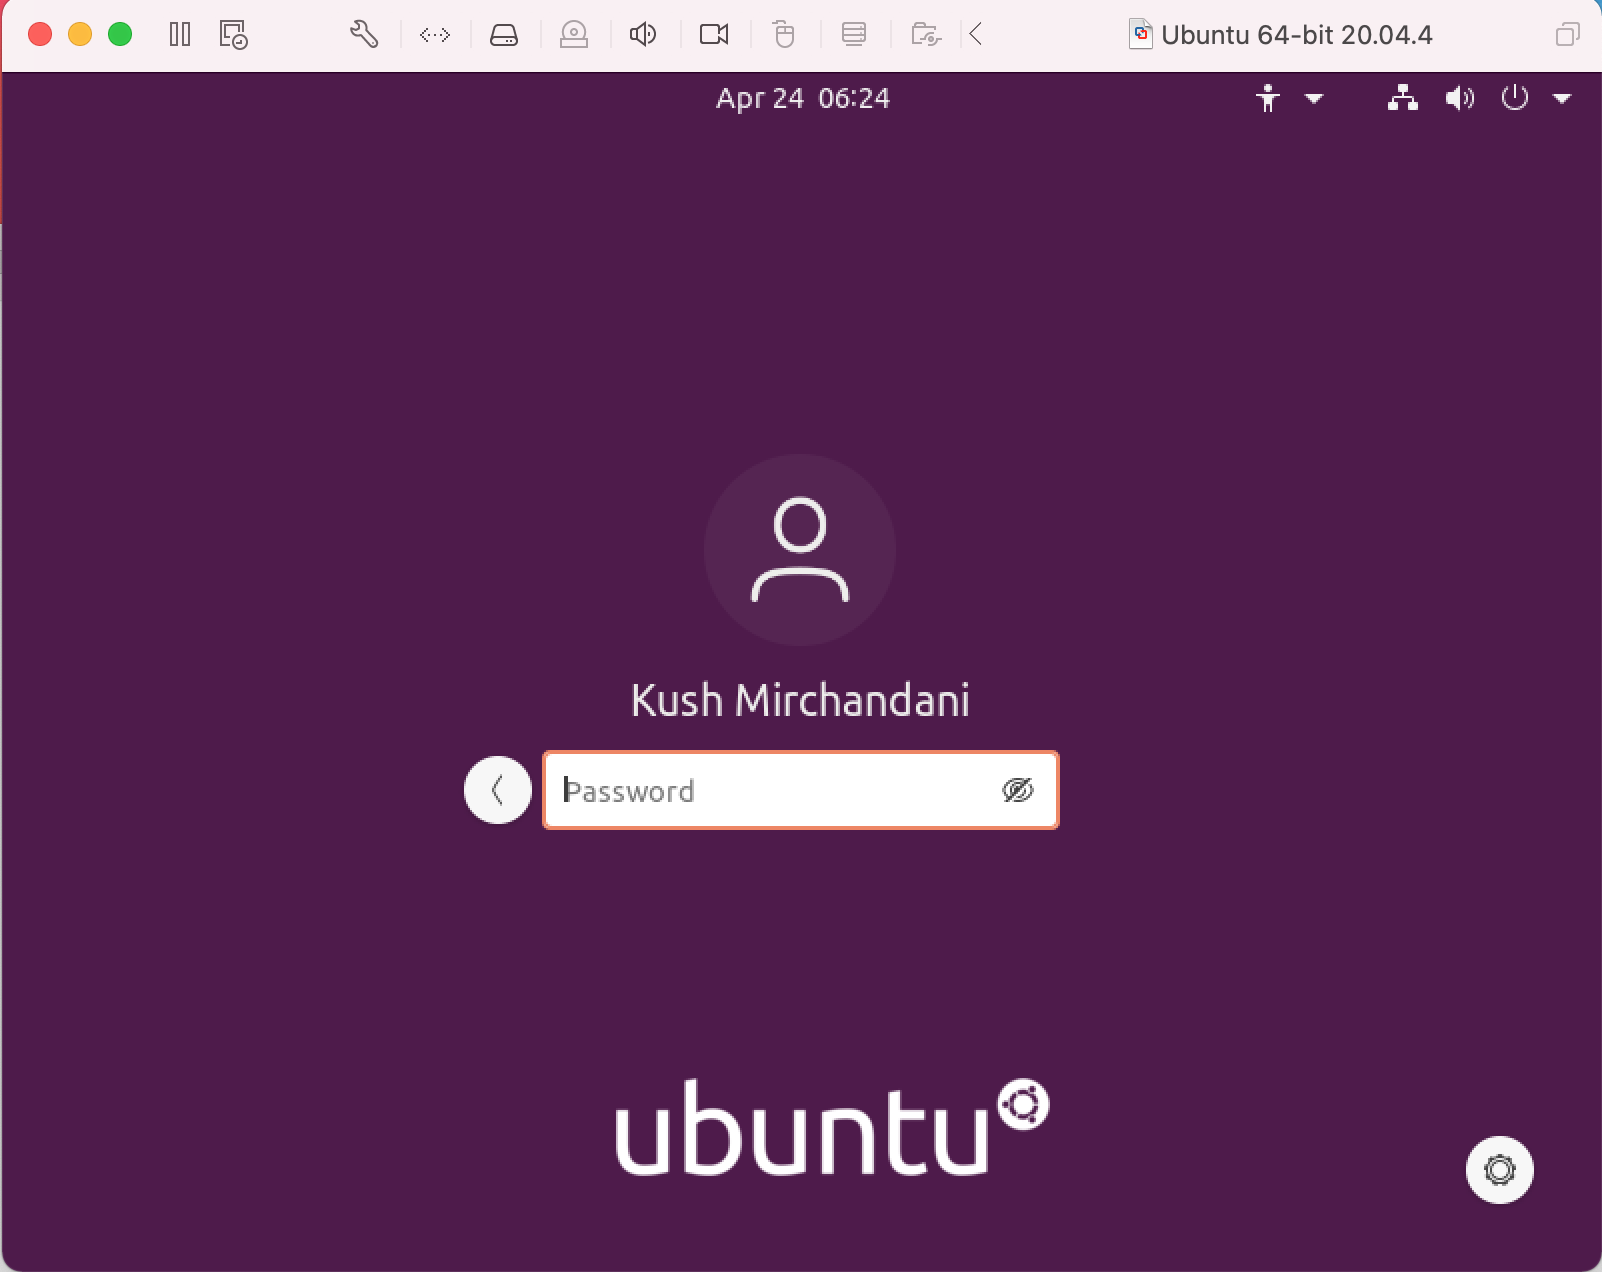 Ubuntu 64-bit 20.04.4
Apr 24 06:24
Kush Mirchandani
Password
ubuntu